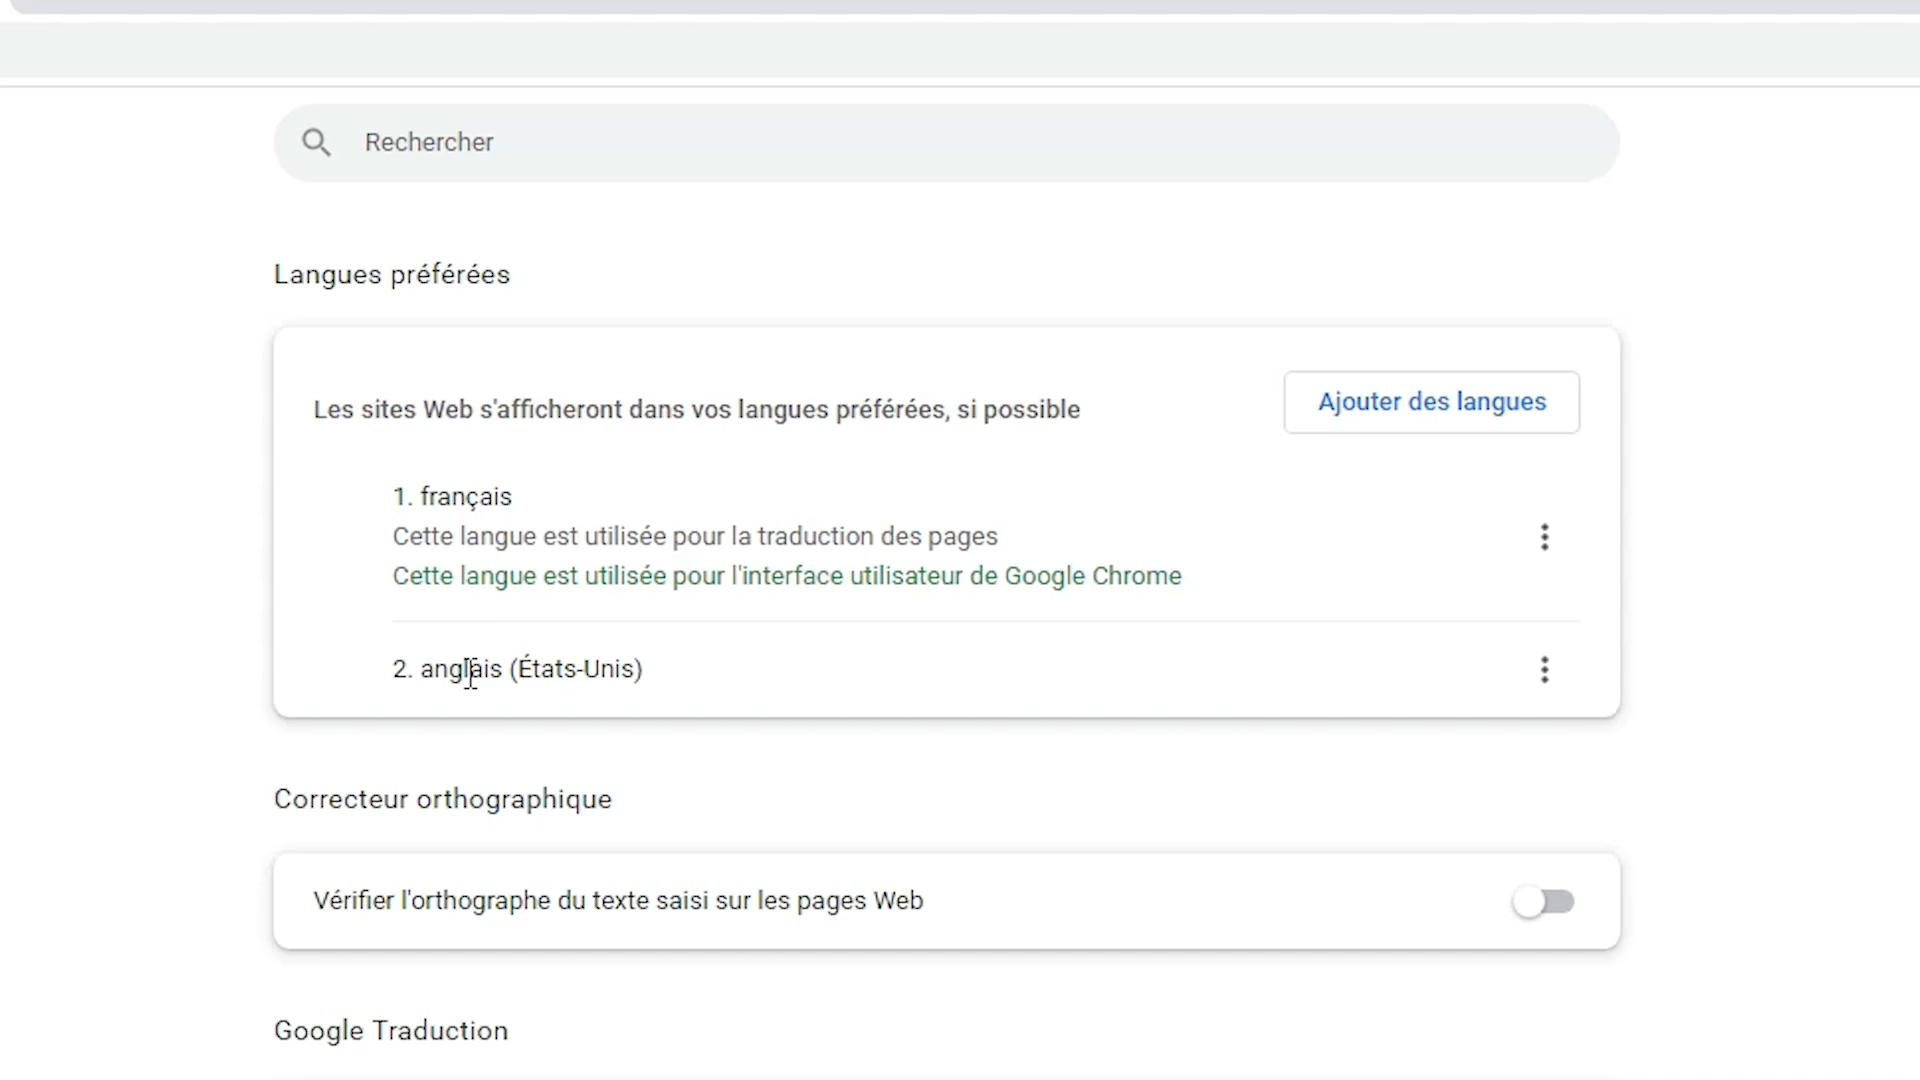 Rechercher
Langues préférées
Les sites Web s'afficheront dans vos langues préférées, si possible
Ajouter des langues
1. français
Cette langue est utilisée pour la traduction des pages
Cette langue est utilisée pour l'interface utilisateur de Google Chrome
2. anglais (États-Unis)
Correcteur orthographique
Vérifier l'orthographe du texte saisi sur les pages Web
Google Traduction